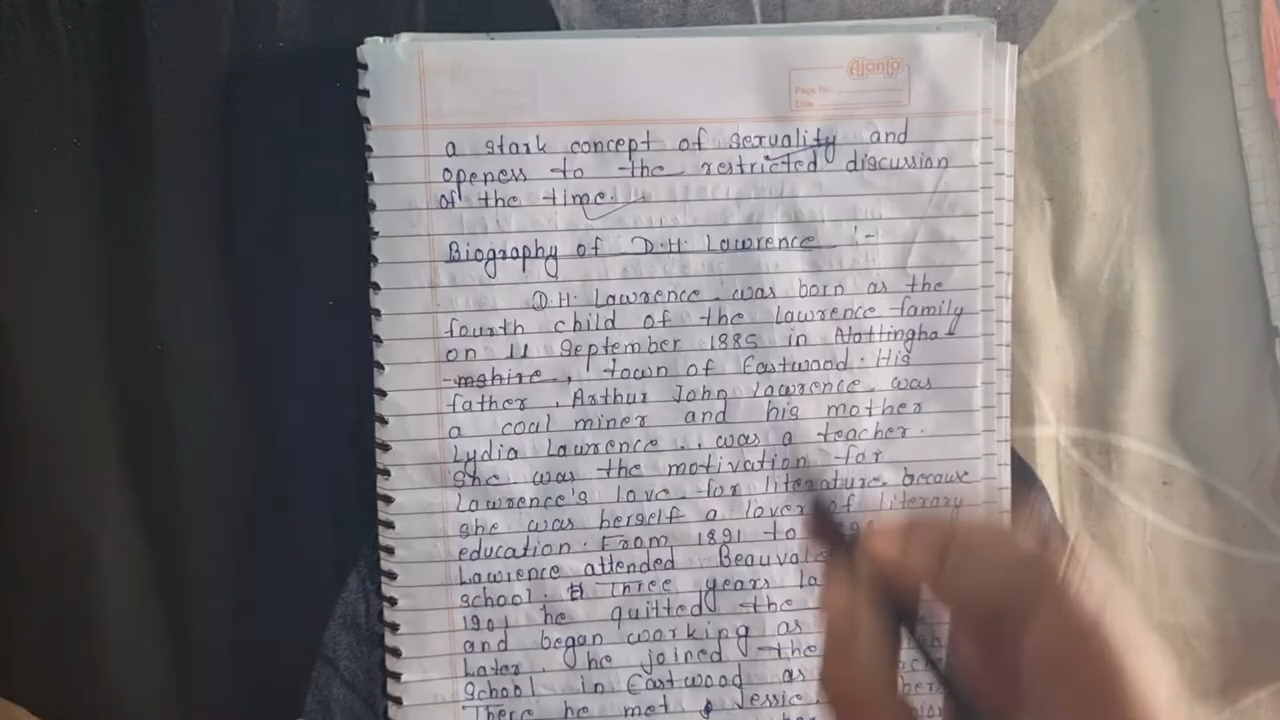 Ajanta
Page No.
Date
a stark concept of sexuality and
openess to the restricted discussion
of the time.
Biography of D.H. Lawrence :-
D.H. Lawrence was born as the
fourth child of the Lawrence family
on 11 September 1885 in Nottingha
-mshire, town of Eastwood. His
father, Arthur John Lawrence was
a coal miner and his mother
Lydia Lawrence, was a teacher.
She was the motivation for
Lawrence's love for literature because
she was herself a lover of literary
education. From 1891 to
Lawrence attended
school. Three years
1901 he quitted the
and began working as
Later, he joined the
School in Eastwood as
There he met Jessie